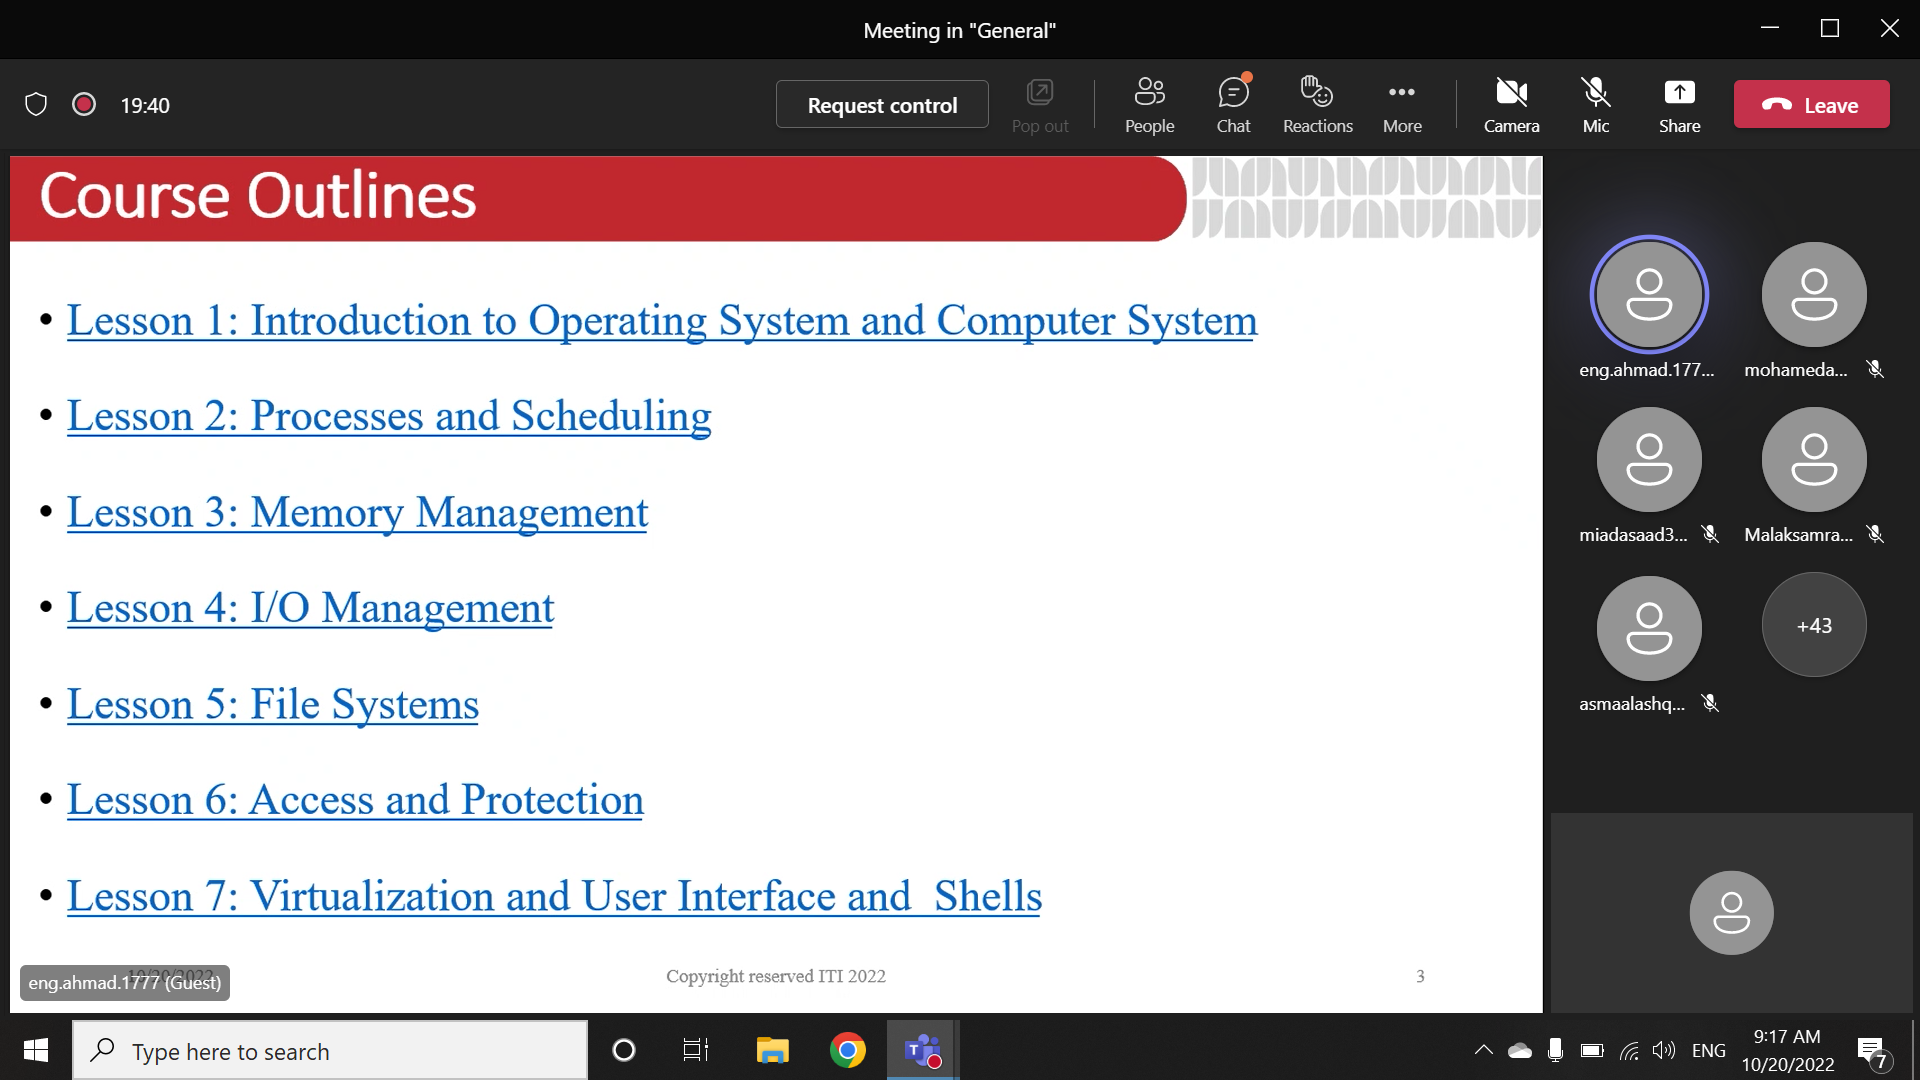 Meeting in "General"
19:40
Request control
Pop out
People
Chat
Reactions
More
Camera
Mic
Share
Leave
Course Outlines
• Lesson 1: Introduction to Operating System and Computer System
• Lesson 2: Processes and Scheduling
• Lesson 3: Memory Management
• Lesson 4: I/O Management
• Lesson 5: File Systems
• Lesson 6: Access and Protection
• Lesson 7: Virtualization and User Interface and  Shells
10/20/2022
eng.ahmad.1777 (Guest)
Copyright reserved ITI 2022
3
eng.ahmad.177...
mohameda...
miadasaad3...
Malaksamra...
asmaalashq...
+43
Type here to search
T
ENG
9:17 AM
10/20/2022
7